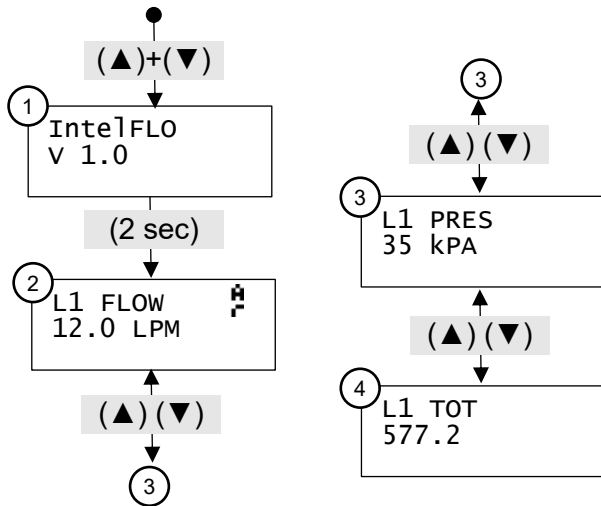 (▲)+(▼)
1
IntelFLO
V 1.0
(2 sec)
2
L1 FLOW
12.0 LPM
(▲)(▼)
3
3
(▲)(▼)
3
L1 PRES
35 kPA
(▲)(▼)
4
L1 TOT
577.2